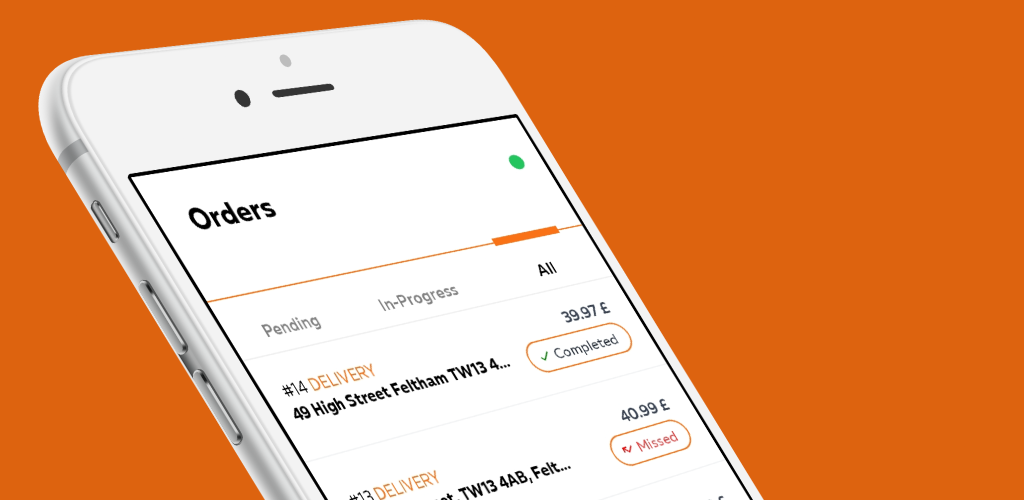 Orders
Pending In-Progress All
#14 DELIVERY 39.97 £
49 High Street Feltham TW13 4... Completed
#13 DELIVERY 40.99 £
TW13 4AB, Felt... Missed
£